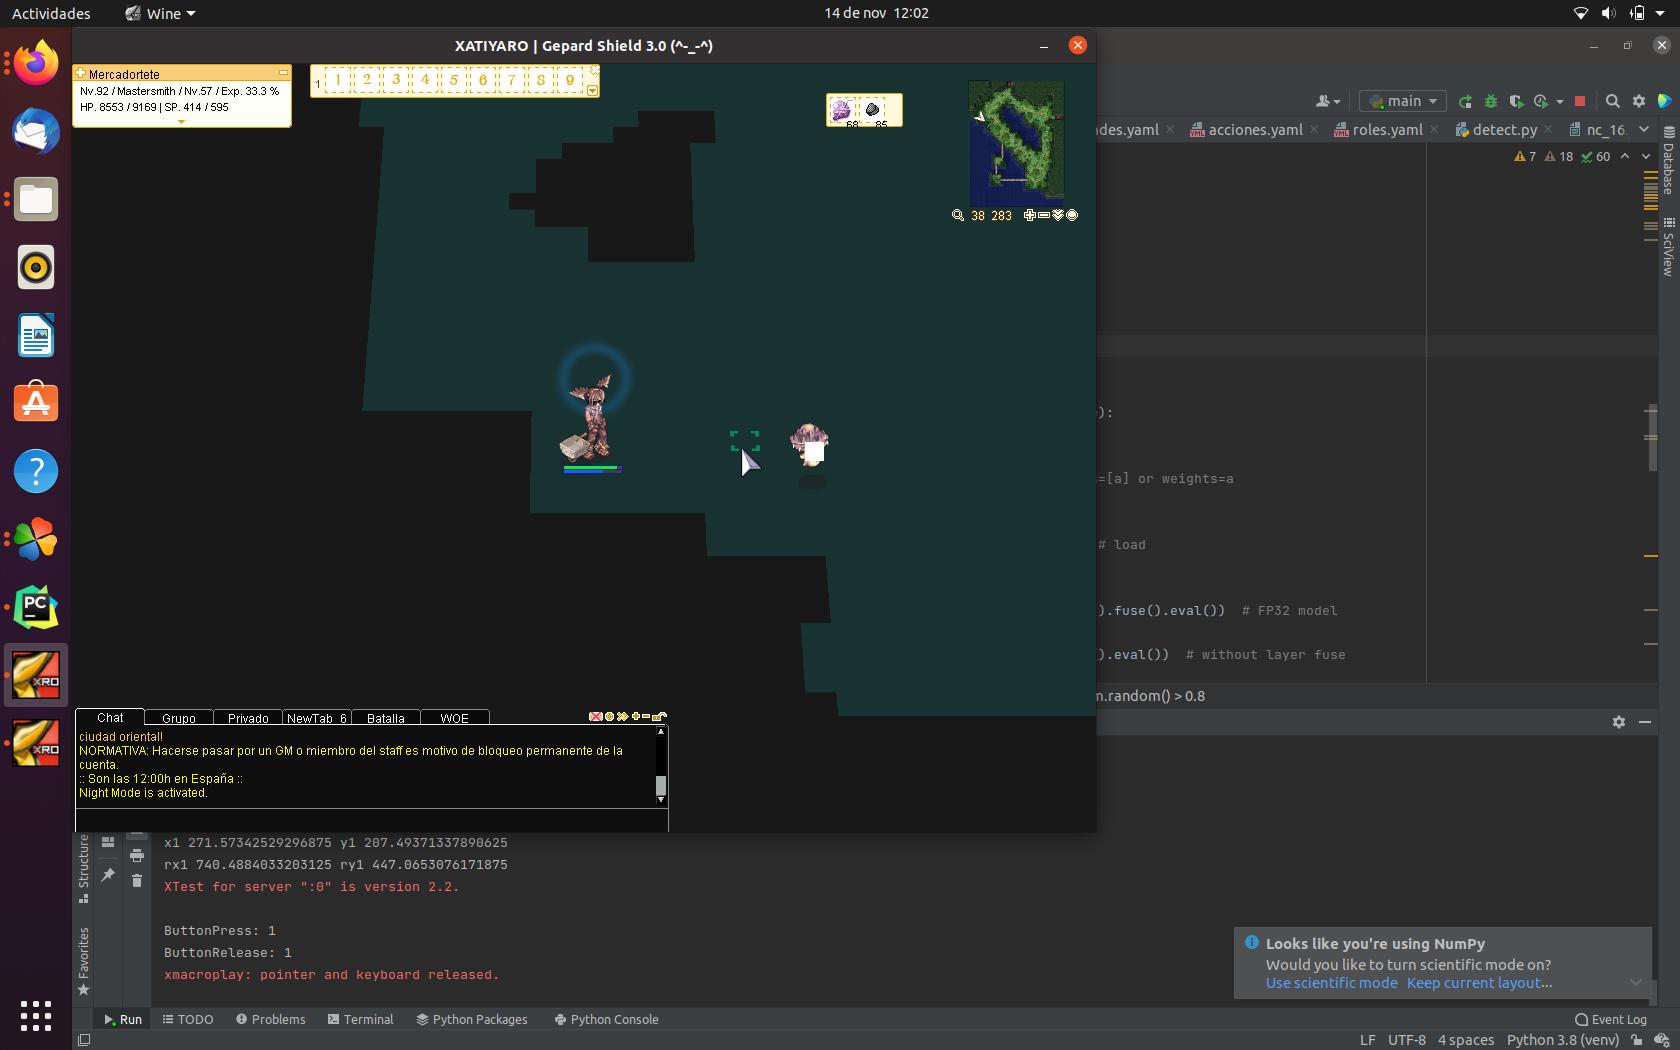 Actividades
Wine
14 de nov 12:02
XATIYARO | Gepard Shield 3.0 (^-_-^)
Mercadortete
Nv.92 / Mastersmith / Nv.57 / Exp. 33.3 %
HP. 8553 / 9169 | SP. 414 / 595
1 1 2 3 4 5 6 7 8 9
68 85
38 283
main
des.yaml
acciones.yaml
roles.yaml
detect.py
nc_16.
7 18 60
Database
SciView
):
=[a] or weights=a
# load
).fuse().eval()) # FP32 model
).eval()) # without layer fuse
m.random() > 0.8
Chat
Grupo
Privado
NewTab_6
Batalla
WOE
ciudad oriental!
NORMATIVA: Hacerse pasar por un GM o miembro del staff es motivo de bloqueo permanente de la
cuenta.
:: Son las 12:00h en España ::
Night Mode is activated.
PC
XRO
XRO
Structure
Favorites
x1 271.57342529296875 y1 207.49371337890625
rx1 740.4884033203125 ry1 447.0653076171875
XTest for server ":0" is version 2.2.
ButtonPress: 1
ButtonRelease: 1
xmacroplay: pointer and keyboard released.
Looks like you're using NumPy
Would you like to turn scientific mode on?
Use scientific mode Keep current layout...
Run
TODO
Problems
Terminal
Python Packages
Python Console
Event Log
LF UTF-8 4 spaces Python 3.8 (venv)